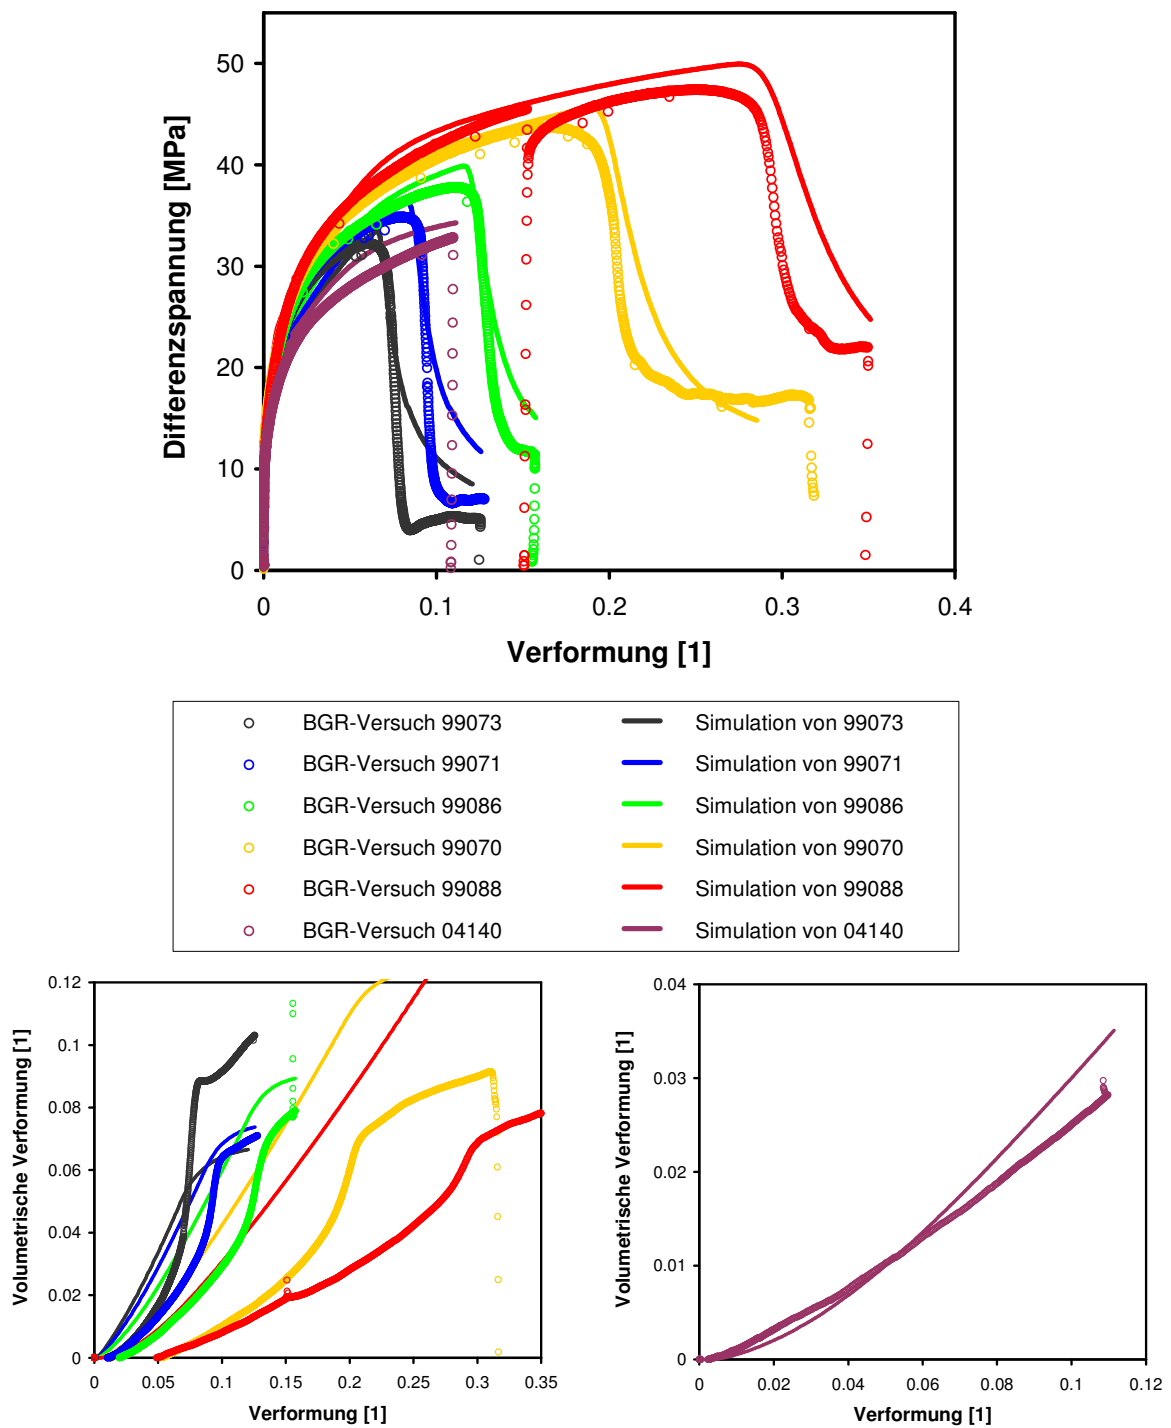 50
40
30
20
10
0
Differenzspannung [MPa]
0 0.1 0.2 0.3 0.4
Verformung [1]
BGR-Versuch 99073 Simulation von 99073
BGR-Versuch 99071 Simulation von 99071
BGR-Versuch 99086 Simulation von 99086
BGR-Versuch 99070 Simulation von 99070
BGR-Versuch 99088 Simulation von 99088
BGR-Versuch 04140 Simulation von 04140
0.12
0.1
0.08
0.06
0.04
0.02
0
Volumetrische Verformung [1]
0 0.05 0.1 0.15 0.2 0.25 0.3 0.35
Verformung [1]
0.04
0.03
0.02
0.01
0
Volumetrische Verformung [1]
0 0.02 0.04 0.06 0.08 0.1 0.12
Verformung [1]